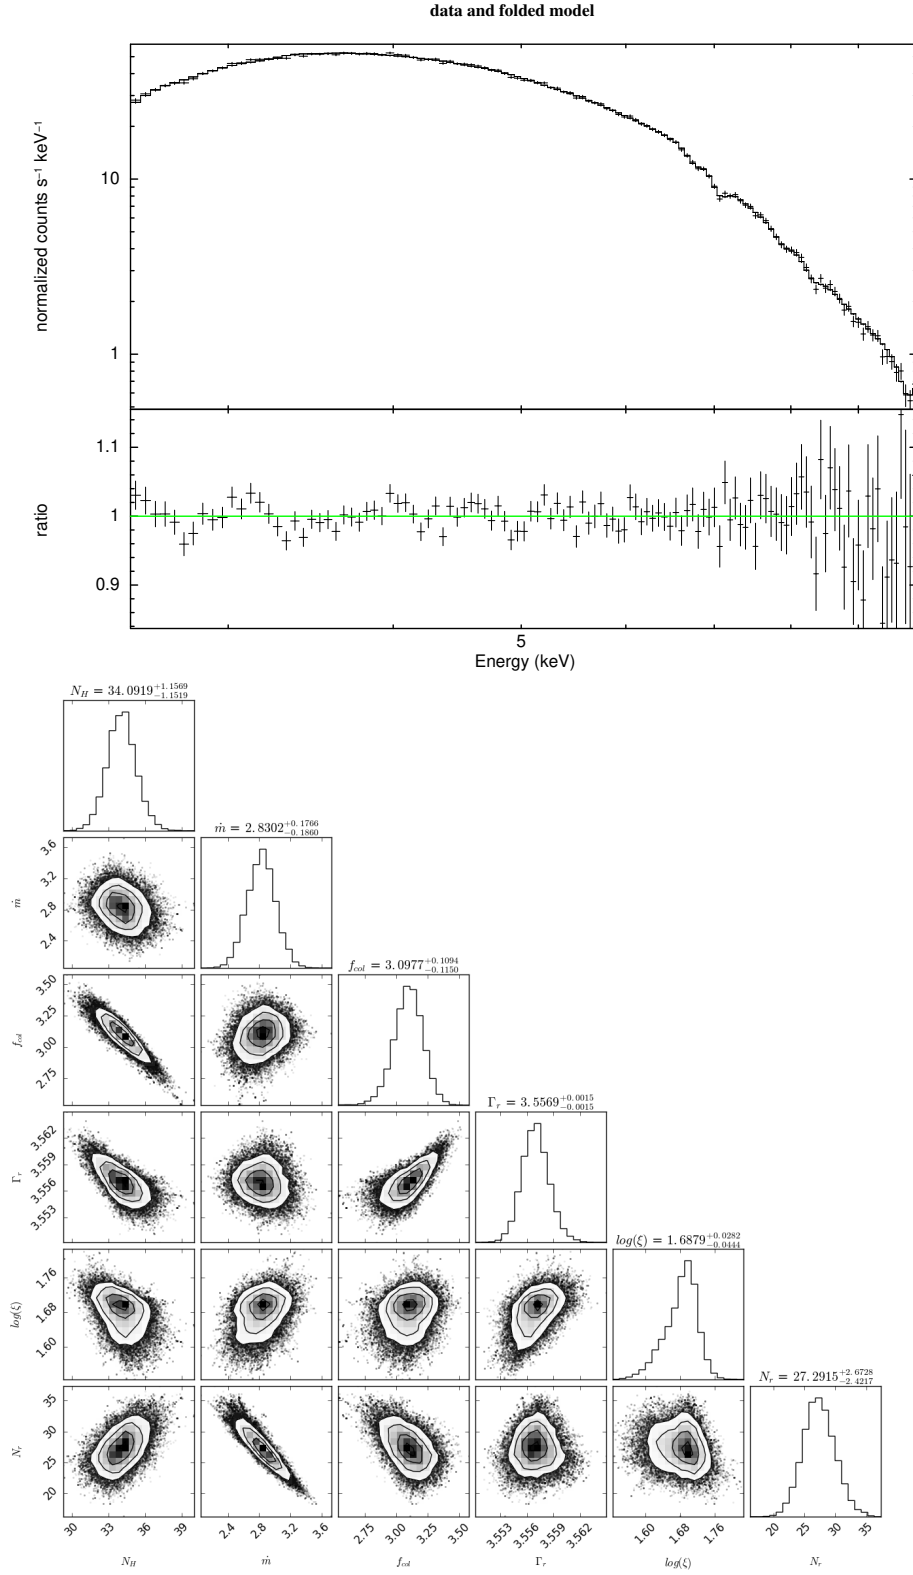 data and folded model
normalized counts s⁻¹ keV⁻¹
10
1
ratio
1.1
1
0.9
5
Energy (keV)
N_H = 34.0919^{+1.1569}_{-1.1519}
ṁ = 2.8302^{+0.1766}_{-0.1860}
ṁ
3.6
3.2
2.8
2.4
f_{col} = 3.0977^{+0.1094}_{-0.1150}
f_{col}
3.50
3.25
3.00
2.75
Γ_r = 3.5569^{+0.0015}_{-0.0015}
Γ_r
3.562
3.559
3.556
3.553
log(ξ) = 1.6879^{+0.0282}_{-0.0444}
log(ξ)
1.76
1.68
1.60
N_r = 27.2915^{+2.6728}_{-2.4217}
N_r
35
30
25
20
30 33 36 39 2.4 2.8 3.2 3.6 2.75 3.00 3.25 3.50 3.553 3.556 3.559 3.562 1.60 1.68 1.76 20 25 30 35
N_H ṁ f_{col} Γ_r log(ξ) N_r